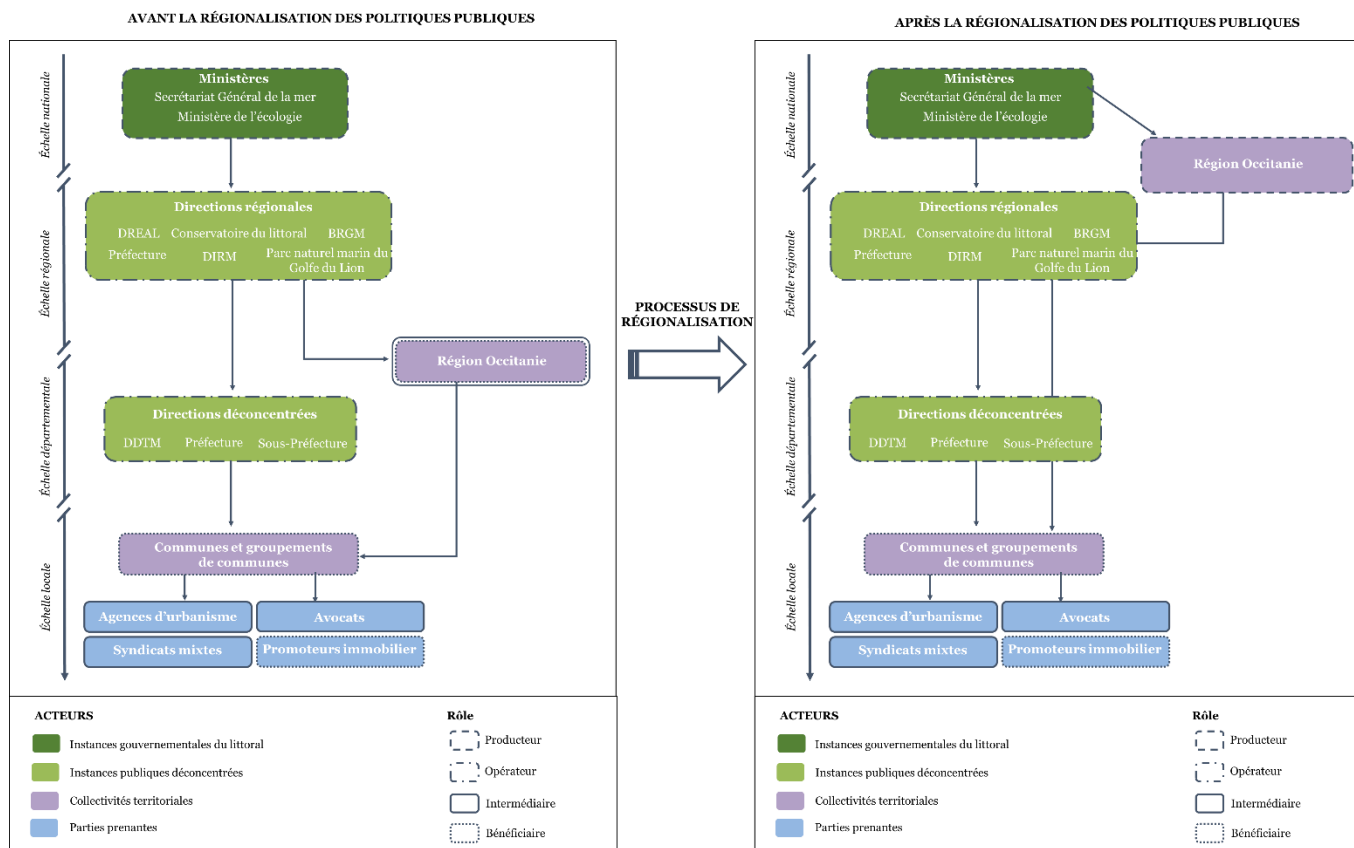 AVANT LA RÉGIONALISATION DES POLITIQUES PUBLIQUES
Échelle nationale
Ministères
Secrétariat Général de la mer
Ministère de l'écologie
Échelle régionale
Directions régionales
DREAL Conservatoire du littoral BRGM
Préfecture DIRM Parc naturel marin du
Golfe du Lion
Région Occitanie
Échelle départementale
Directions déconcentrées
DDTM Préfecture Sous-Préfecture
Échelle locale
Communes et groupements
de communes
Agences d'urbanisme Avocats
Syndicats mixtes Promoteurs immobilier
ACTEURS
Instances gouvernementales du littoral
Instances publiques déconcentrées
Collectivités territoriales
Parties prenantes
Rôle
Producteur
Opérateur
Intermédiaire
Bénéficiaire
PROCESSUS DE
RÉGIONALISATION
APRÈS LA RÉGIONALISATION DES POLITIQUES PUBLIQUES
Échelle nationale
Ministères
Secrétariat Général de la mer
Ministère de l'écologie
Région Occitanie
Échelle régionale
Directions régionales
DREAL Conservatoire du littoral BRGM
Préfecture DIRM Parc naturel marin du
Golfe du Lion
Échelle départementale
Directions déconcentrées
DDTM Préfecture Sous-Préfecture
Échelle locale
Communes et groupements
de communes
Agences d'urbanisme Avocats
Syndicats mixtes Promoteurs immobilier
ACTEURS
Instances gouvernementales du littoral
Instances publiques déconcentrées
Collectivités territoriales
Parties prenantes
Rôle
Producteur
Opérateur
Intermédiaire
Bénéficiaire